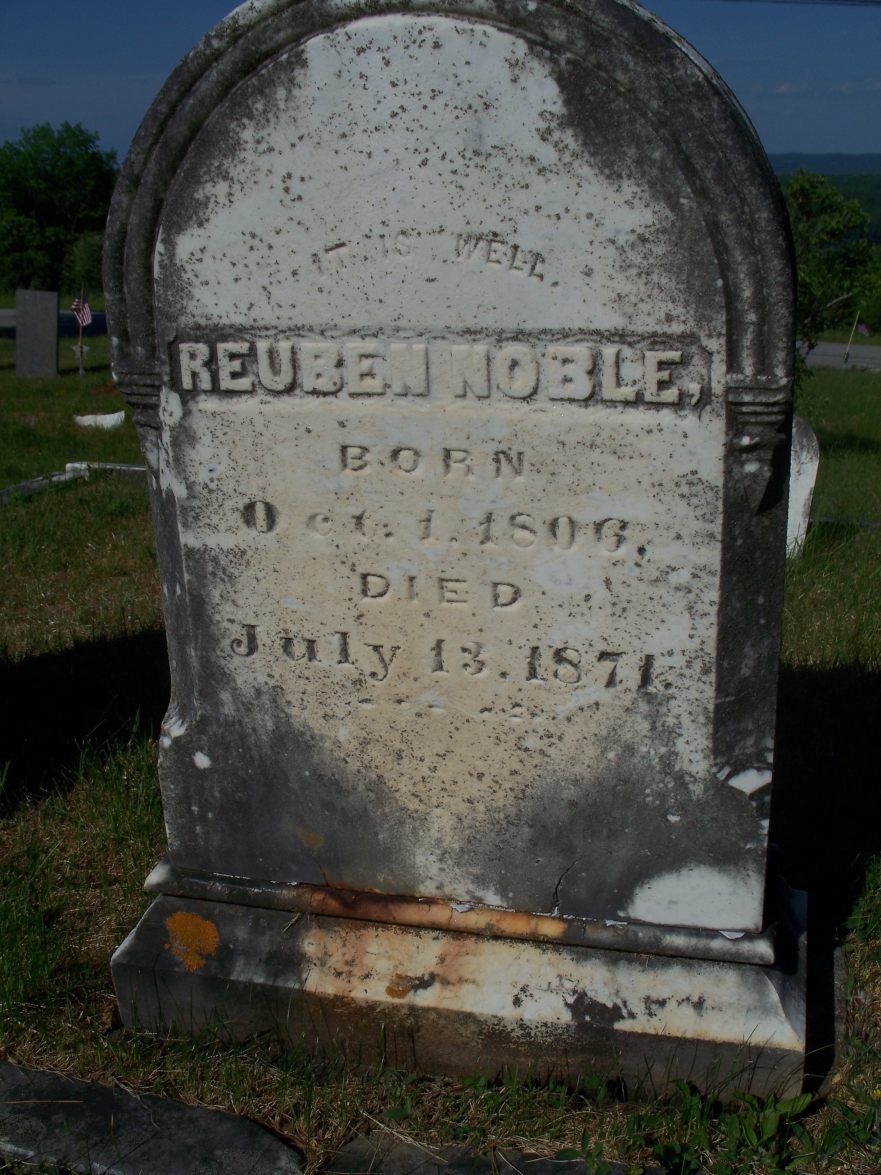 IT IS WELL
REUBEN NOBLE,
BORN
Oct. 1. 1806,
DIED
July 13. 1871.